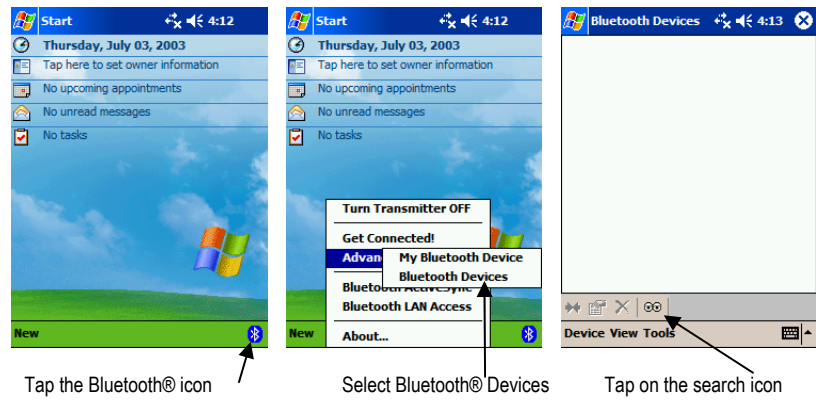 Start 4:12
Thursday, July 03, 2003
Tap here to set owner information
No upcoming appointments
No unread messages
No tasks
New
Tap the Bluetooth® icon
Start 4:12
Thursday, July 03, 2003
Tap here to set owner information
No upcoming appointments
No unread messages
No tasks
Turn Transmitter OFF
Get Connected!
Advan
My Bluetooth Device
Bluetooth Devices
Bluetooth ActiveSync
Bluetooth LAN Access
About...
New
Select Bluetooth® Devices
Bluetooth Devices 4:13
Device View Tools
Tap on the search icon